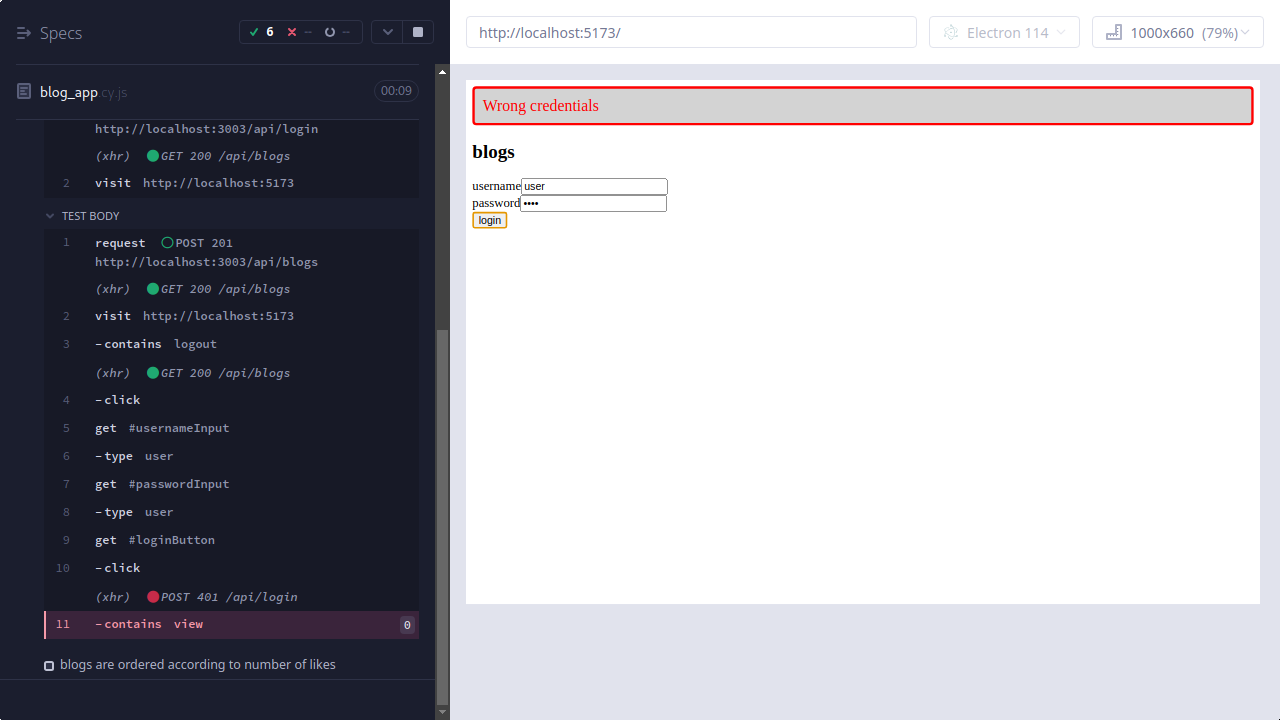 Specs
6
--
--
blog_app.cy.js
00:09
http://localhost:3003/api/login
(xhr) GET 200 /api/blogs
2 visit http://localhost:5173
TEST BODY
1 request POST 201
http://localhost:3003/api/blogs
(xhr) GET 200 /api/blogs
2 visit http://localhost:5173
3 -contains logout
(xhr) GET 200 /api/blogs
4 -click
5 get #usernameInput
6 -type user
7 get #passwordInput
8 -type user
9 get #loginButton
10 -click
(xhr) POST 401 /api/login
11 -contains view 0
blogs are ordered according to number of likes
http://localhost:5173/
Electron 114
1000x660 (79%)
Wrong credentials
blogs
username user
password ••••
login